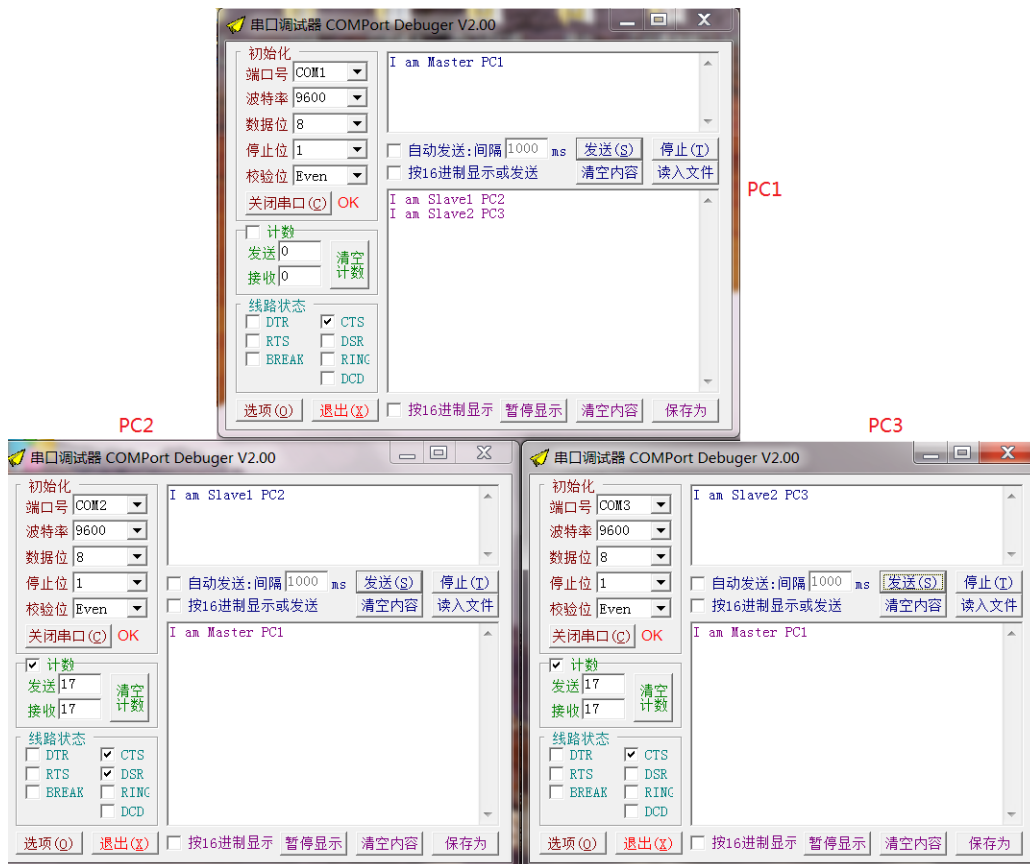 串口调试器 COMPort Debuger V2.00
初始化
端口号 COM1
波特率 9600
数据位 8
停止位 1
校验位 Even
关闭串口(C) OK
I am Master PC1
自动发送:间隔 1000 ms 发送(S) 停止(T)
按16进制显示或发送 清空内容 读入文件
I am Slave1 PC2
I am Slave2 PC3
计数
发送 0
接收 0
清空
计数
线路状态
DTR CTS
RTS DSR
BREAK RING
DCD
选项(O) 退出(X) 按16进制显示 暂停显示 清空内容 保存为
PC1
PC2
串口调试器 COMPort Debuger V2.00
初始化
端口号 COM2
波特率 9600
数据位 8
停止位 1
校验位 Even
关闭串口(C) OK
I am Slave1 PC2
自动发送:间隔 1000 ms 发送(S) 停止(T)
按16进制显示或发送 清空内容 读入文件
I am Master PC1
计数
发送 17
接收 17
清空
计数
线路状态
DTR CTS
RTS DSR
BREAK RING
DCD
选项(O) 退出(X) 按16进制显示 暂停显示 清空内容 保存为
PC3
串口调试器 COMPort Debuger V2.00
初始化
端口号 COM3
波特率 9600
数据位 8
停止位 1
校验位 Even
关闭串口(C) OK
I am Slave2 PC3
自动发送:间隔 1000 ms 发送(S) 停止(T)
按16进制显示或发送 清空内容 读入文件
I am Master PC1
计数
发送 17
接收 17
清空
计数
线路状态
DTR CTS
RTS DSR
BREAK RING
DCD
选项(O) 退出(X) 按16进制显示 暂停显示 清空内容 保存为